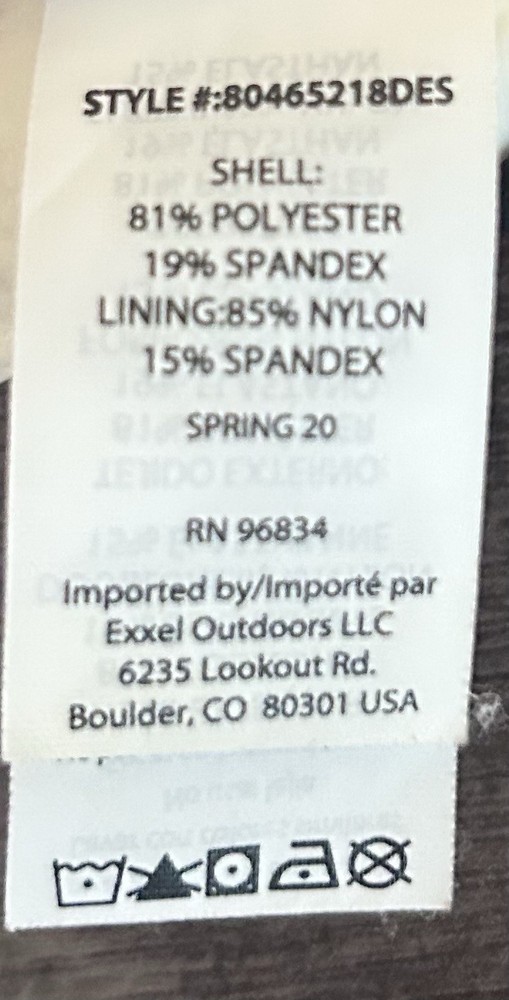 STYLE #:80465218DES
SHELL:
81% POLYESTER
19% SPANDEX
LINING:85% NYLON
15% SPANDEX
SPRING 20
RN 96834
Imported by/Importé par
Exxel Outdoors LLC
6235 Lookout Rd.
Boulder, CO 80301 USA